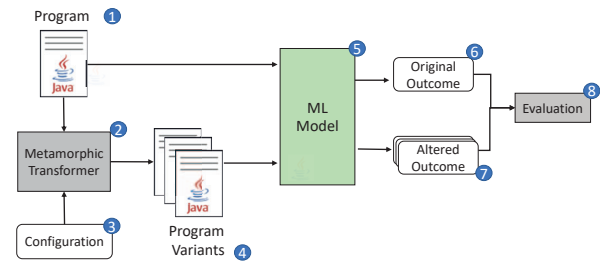 Program 1
Java
2
Metamorphic
Transformer
3
Configuration
Java
Program
Variants 4
5
ML
Model
6
Original
Outcome
Altered
Outcome
7
8
Evaluation